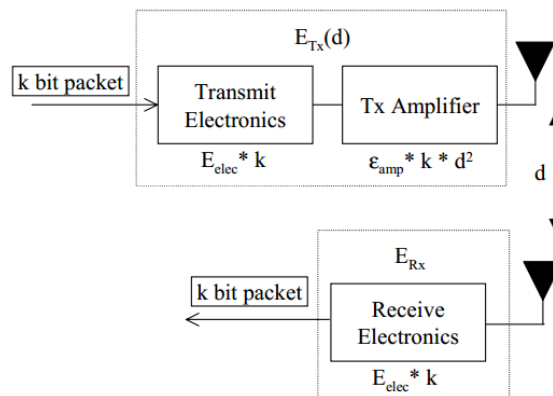 E_Tx(d)
k bit packet
Transmit
Electronics
Tx Amplifier
E_elec* k
ε_amp* k * d²
d
E_Rx
k bit packet
Receive
Electronics
E_elec* k